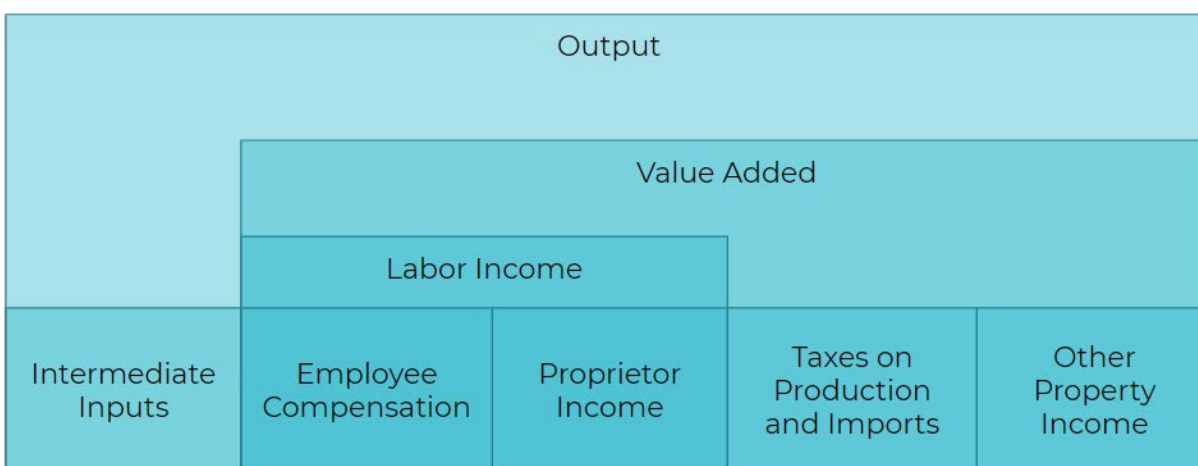 Output
Value Added
Labor Income
Intermediate
Inputs
Employee
Compensation
Proprietor
Income
Taxes on
Production
and Imports
Other
Property
Income